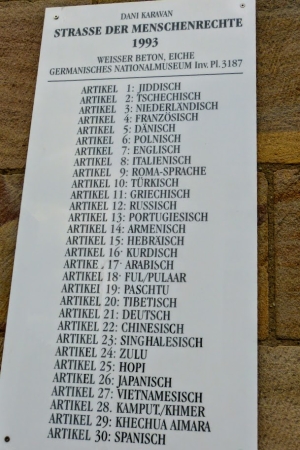 DANI KARAVAN
STRASSE DER MENSCHENRECHTE
1993
WEISSER BETON, EICHE
GERMANISCHES NATIONALMUSEUM Inv. Pl. 3187
ARTIKEL 1: JIDDISCH
ARTIKEL 2: TSCHECHISCH
ARTIKEL 3: NIEDERLÄNDISCH
ARTIKEL 4: FRANZÖSISCH
ARTIKEL 5: DÄNISCH
ARTIKEL 6: POLNISCH
ARTIKEL 7: ENGLISCH
ARTIKEL 8: ITALIENISCH
ARTIKEL 9: ROMA-SPRACHE
ARTIKEL 10: TÜRKISCH
ARTIKEL 11: GRIECHISCH
ARTIKEL 12: RUSSISCH
ARTIKEL 13: PORTUGIESISCH
ARTIKEL 14: ARMENISCH
ARTIKEL 15: HEBRÄISCH
ARTIKEL 16: KURDISCH
ARTIKE 17: ARABISCH
ARTIKEL 18: FUL/PULAAR
ARTIKEL 19: PASCHTU
ARTIKEL 20: TIBETISCH
ARTIKEL 21: DEUTSCH
ARTIKEL 22: CHINESISCH
ARTIKEL 23: SINGHALESISCH
ARTIKEL 24: ZULU
ARTIKEL 25: HOPI
ARTIKEL 26: JAPANISCH
ARTIKEL 27: VIETNAMESISCH
ARTIKEL 28. KAMPUT./KHMER
ARTIKEL 29: KHECHUA AIMARA
ARTIKEL 30: SPANISCH